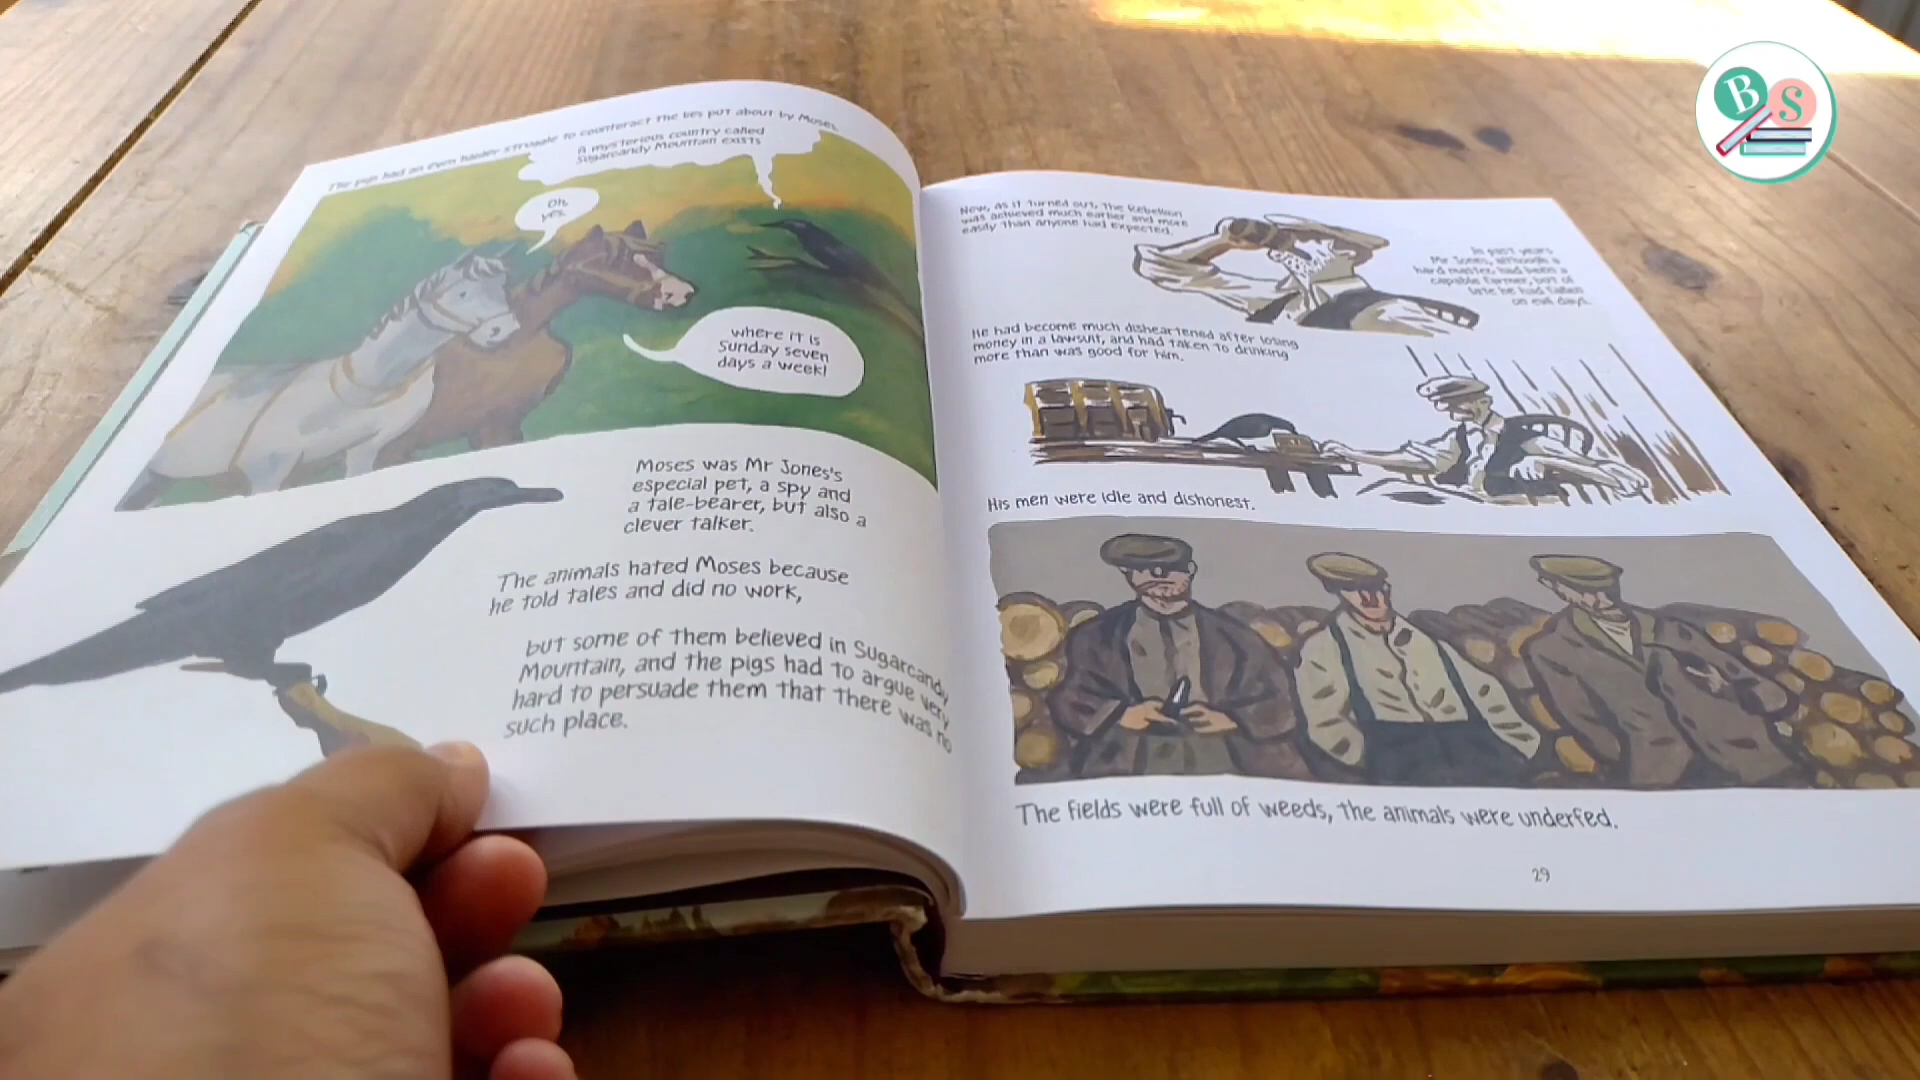 The pigs had an even harder struggle to counteract the lies put about by Moses.
A mysterious country called
Sugarcandy Mountain exists
Oh,
yes.
where it is
Sunday seven
days a week!
Moses was Mr Jones's
especial pet, a spy and
a tale-bearer, but also a
clever talker.
The animals hated Moses because
he told tales and did no work,
but some of them believed in Sugarcandy
Mountain, and the pigs had to argue very
hard to persuade them that there was no
such place.
Now, as it turned out, the Rebellion
was achieved much earlier and more
easily than anyone had expected.
In past years
Mr Jones, although a
hard master, had been a
capable farmer, but of
late he had fallen
on evil days.
He had become much disheartened after losing
money in a lawsuit, and had taken to drinking
more than was good for him.
His men were idle and dishonest.
The fields were full of weeds, the animals were underfed.
29
B S